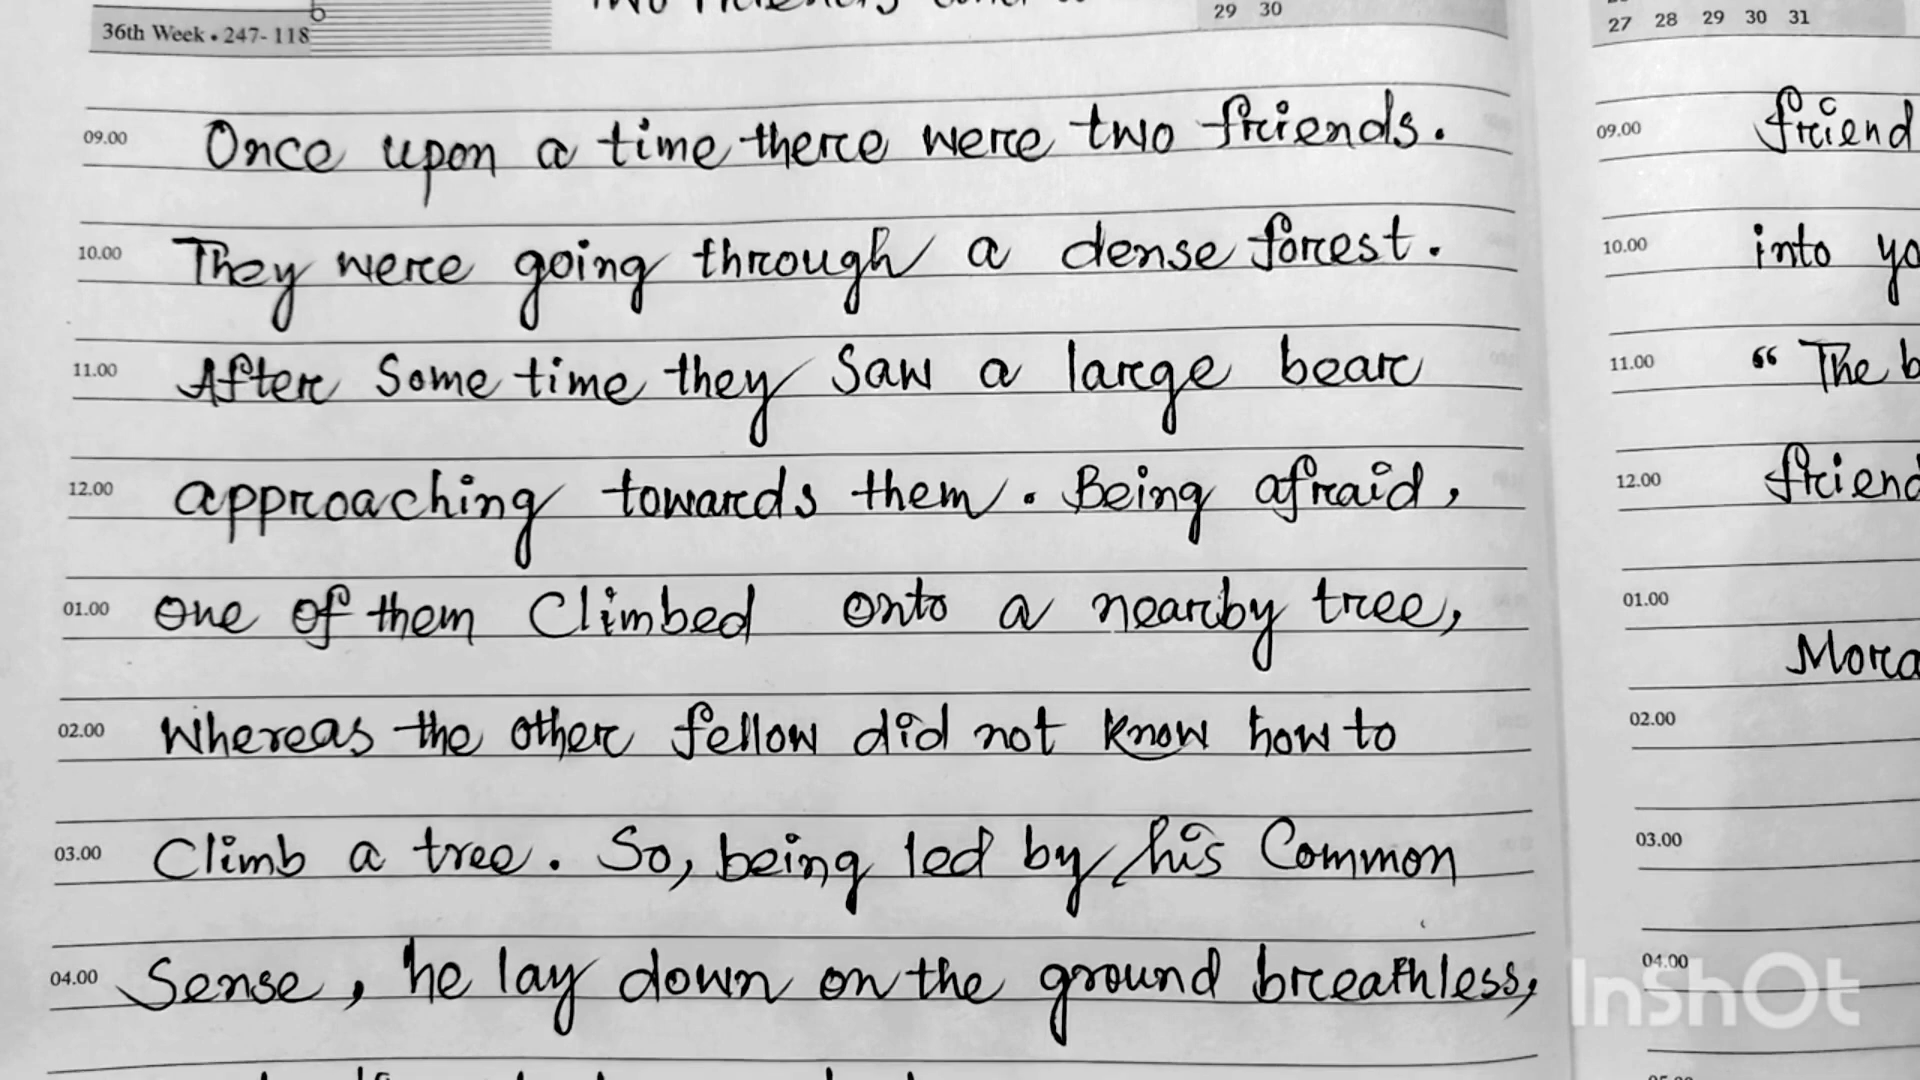 36th Week • 247-118
29 30
09.00 Once upon a time there were two friends.
10.00 They were going through a dense forest.
11.00 After Some time they Saw a large bear
12.00 approaching towards them. Being afraid,
01.00 one of them Climbed onto a nearby tree,
02.00 Whereas the other fellow did not know how to
03.00 Climb a tree. So, being led by his Common
04.00 Sense, he lay down on the ground breathless,
27 28 29 30 31
09.00 friend
10.00 into yo
11.00 “ The b
12.00 friend
01.00
Mora
02.00
03.00
04.00
InShOt